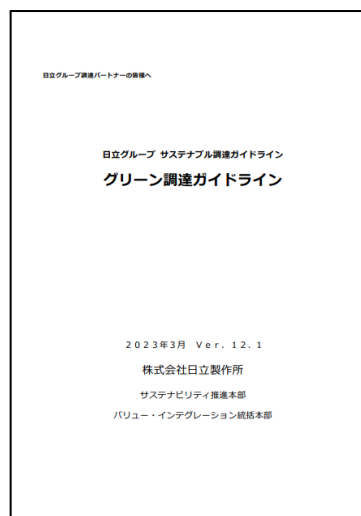 日立グループ調達パートナーの皆様へ
日立グループ サステナブル調達ガイドライン
グリーン調達ガイドライン
2023年3月 Ver.12.1
株式会社日立製作所
サステナビリティ推進本部
バリュー・インテグレーション統括本部